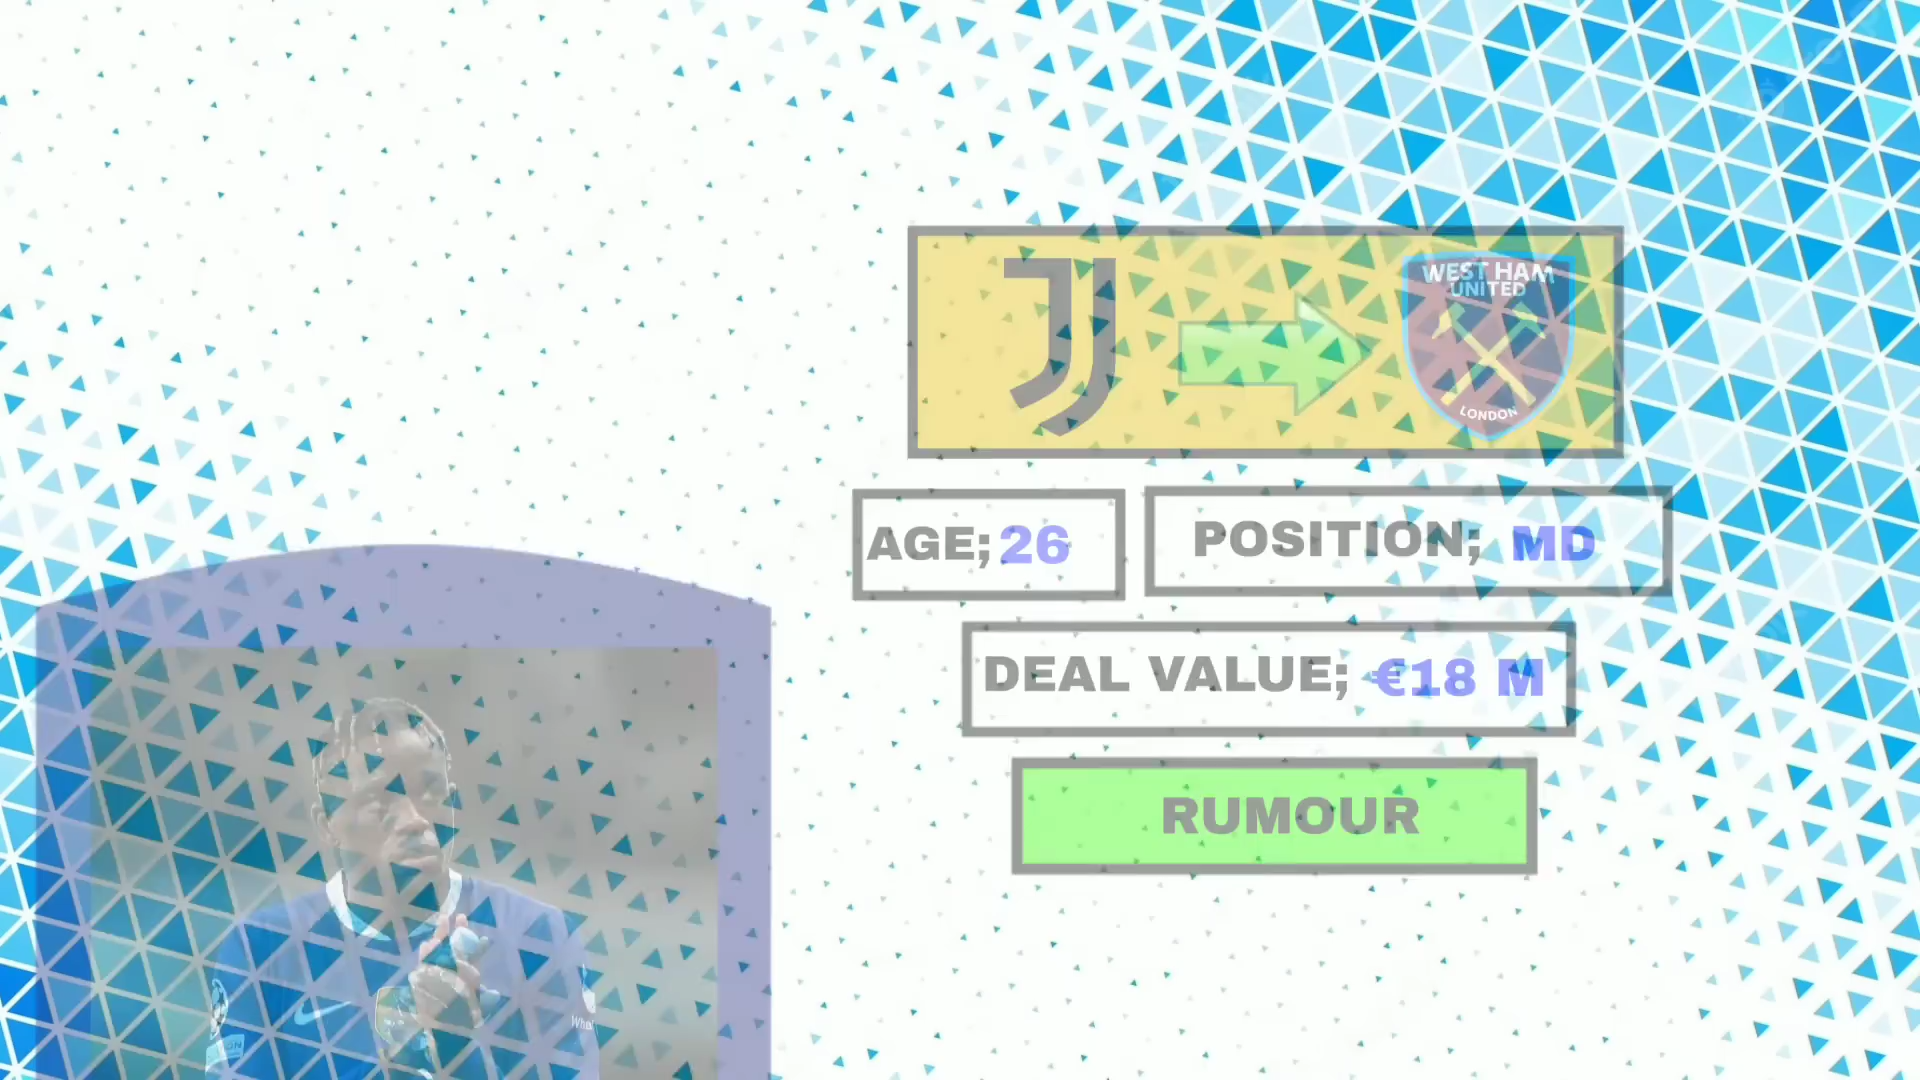 WEST HAM
UNITED
LONDON
AGE; 26
POSITION; MD
DEAL VALUE; €18 M
RUMOUR